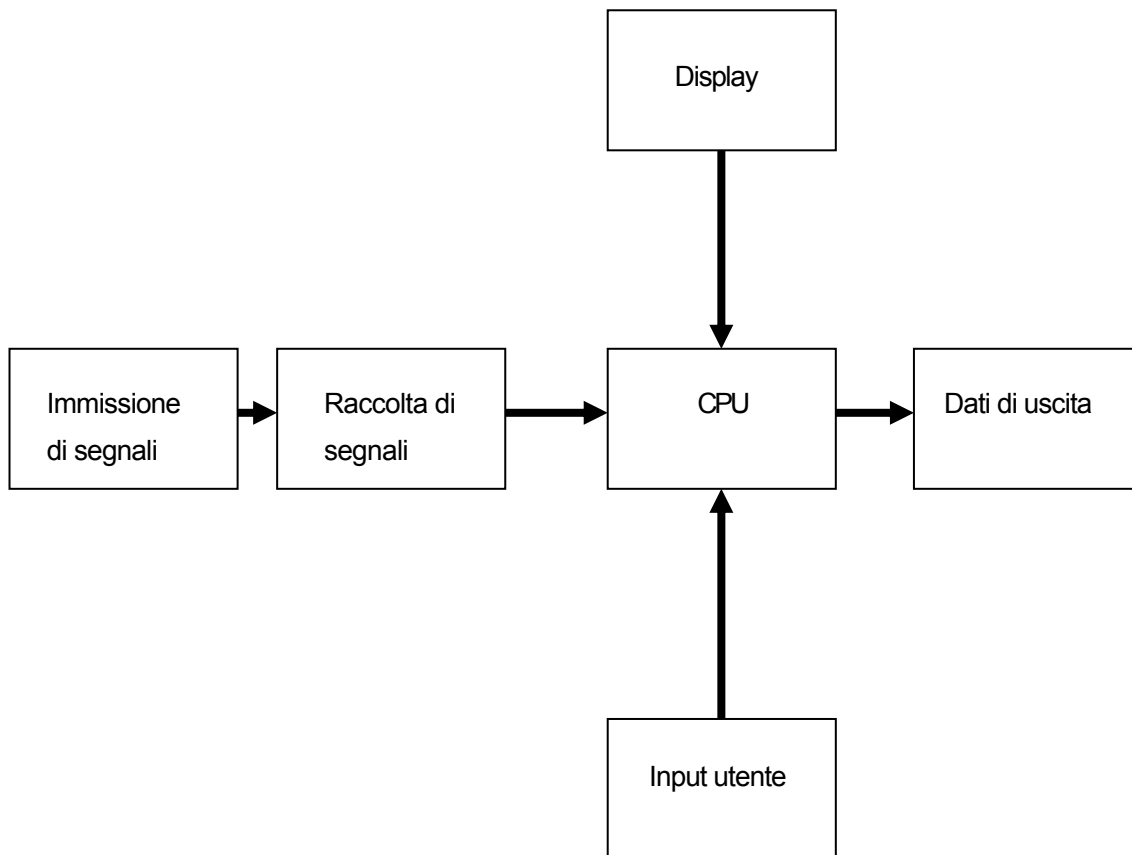 Display
Immissione
di segnali
Raccolta di
segnali
CPU
Dati di uscita
Input utente